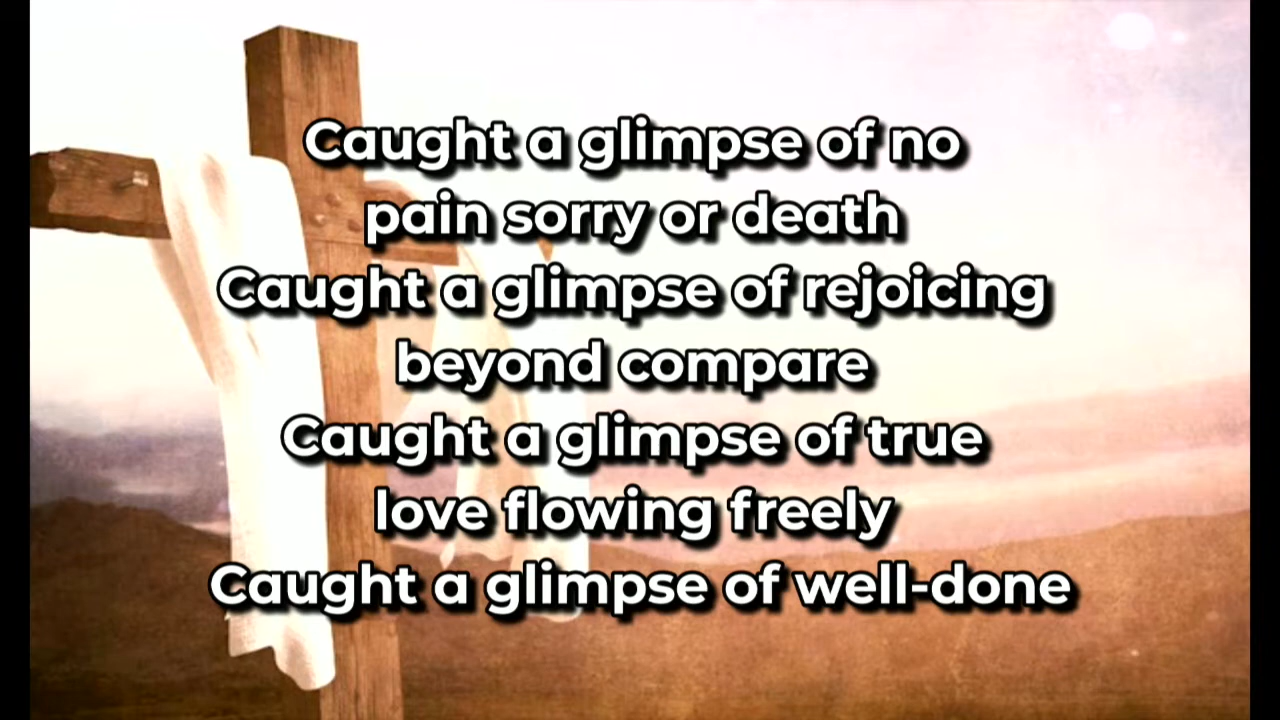 Caught a glimpse of no
pain sorry or death
Caught a glimpse of rejoicing
beyond compare
Caught a glimpse of true
love flowing freely
Caught a glimpse of well-done